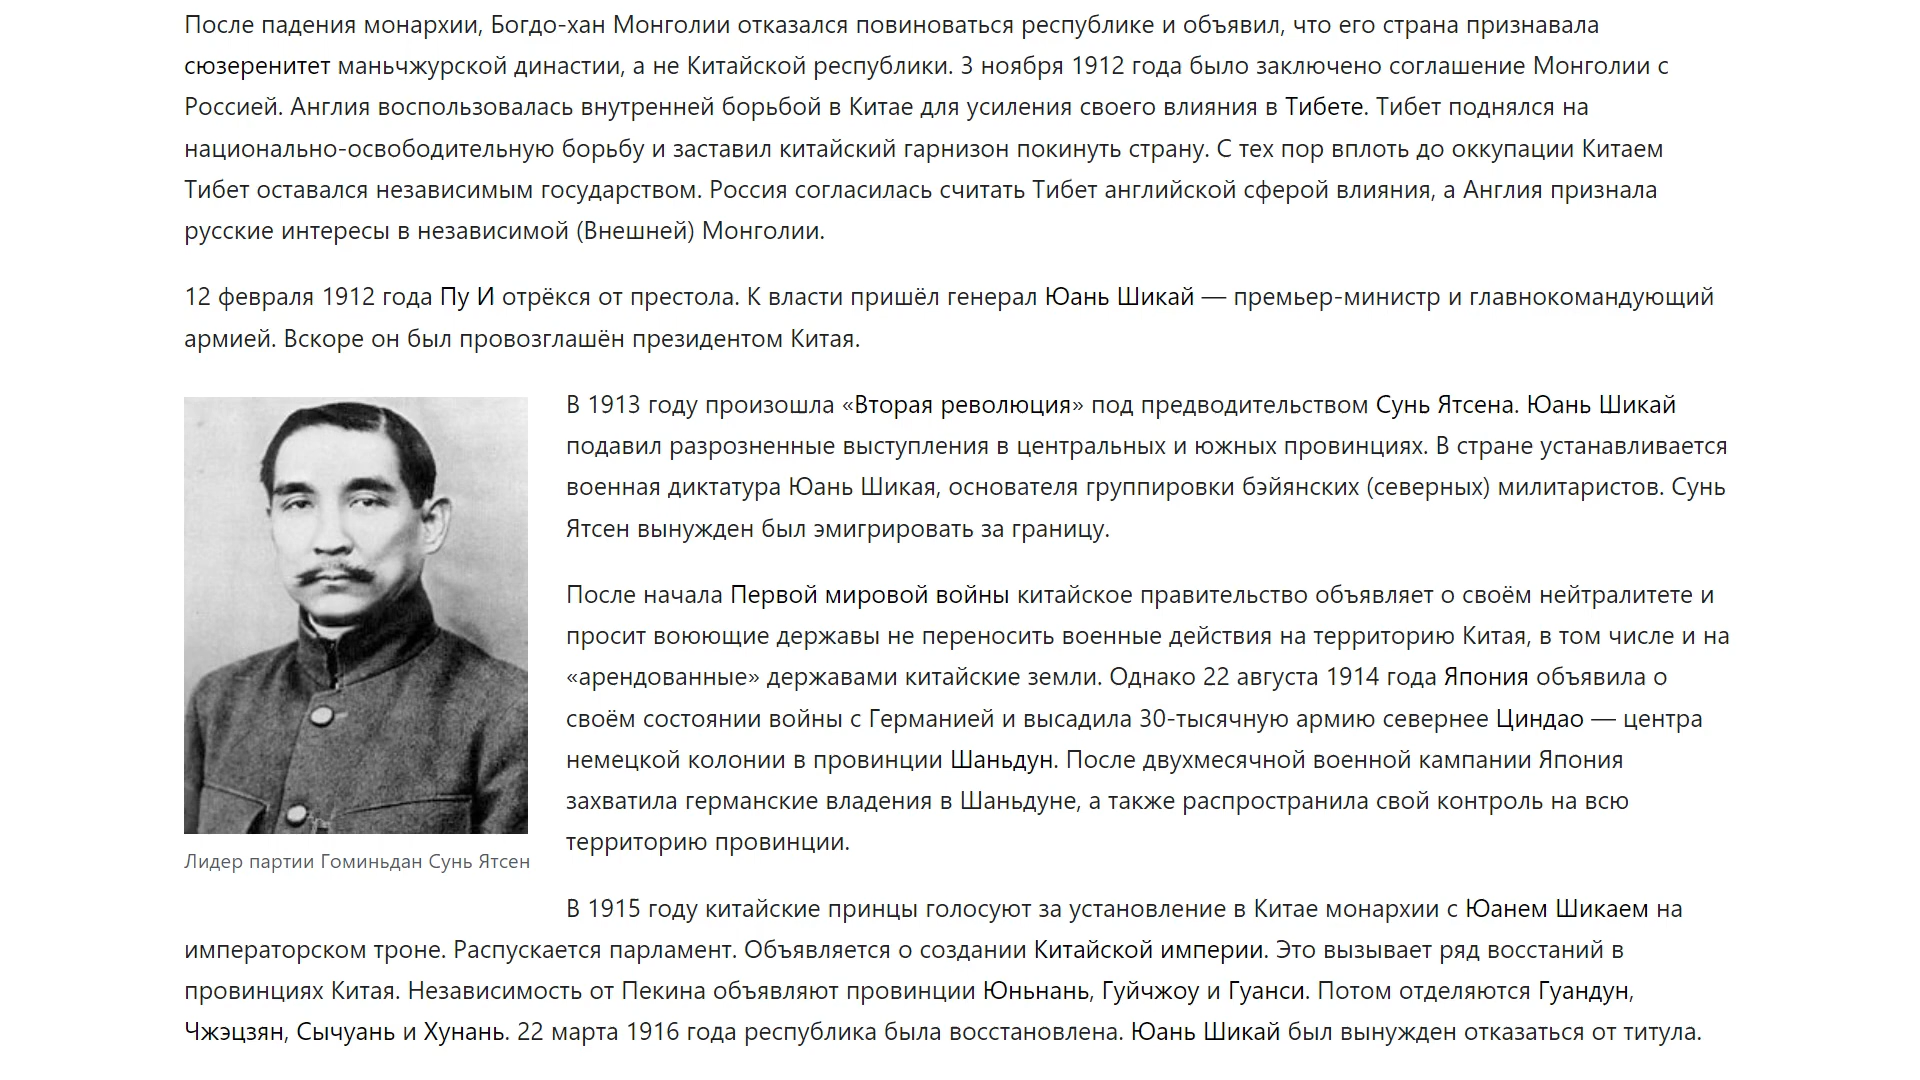 После падения монархии, Богдо-хан Монголии отказался повиноваться республике и объявил, что его страна признавала
сюзеренитет маньчжурской династии, а не Китайской республики. 3 ноября 1912 года было заключено соглашение Монголии с
Россией. Англия воспользовалась внутренней борьбой в Китае для усиления своего влияния в Тибете. Тибет поднялся на
национально-освободительную борьбу и заставил китайский гарнизон покинуть страну. С тех пор вплоть до оккупации Китаем
Тибет оставался независимым государством. Россия согласилась считать Тибет английской сферой влияния, а Англия признала
русские интересы в независимой (Внешней) Монголии.
12 февраля 1912 года Пу И отрёкся от престола. К власти пришёл генерал Юань Шикай — премьер-министр и главнокомандующий
армией. Вскоре он был провозглашён президентом Китая.
В 1913 году произошла «Вторая революция» под предводительством Сунь Ятсена. Юань Шикай
подавил разрозненные выступления в центральных и южных провинциях. В стране устанавливается
военная диктатура Юань Шикая, основателя группировки бэйянских (северных) милитаристов. Сунь
Ятсен вынужден был эмигрировать за границу.
После начала Первой мировой войны китайское правительство объявляет о своём нейтралитете и
просит воюющие державы не переносить военные действия на территорию Китая, в том числе и на
«арендованные» державами китайские земли. Однако 22 августа 1914 года Япония объявила о
своём состоянии войны с Германией и высадила 30-тысячную армию севернее Циндао — центра
немецкой колонии в провинции Шаньдун. После двухмесячной военной кампании Япония
захватила германские владения в Шаньдуне, а также распространила свой контроль на всю
территорию провинции.
Лидер партии Гоминьдан Сунь Ятсен
В 1915 году китайские принцы голосуют за установление в Китае монархии с Юанем Шикаем на
императорском троне. Распускается парламент. Объявляется о создании Китайской империи. Это вызывает ряд восстаний в
провинциях Китая. Независимость от Пекина объявляют провинции Юньнань, Гуйчжоу и Гуанси. Потом отделяются Гуандун,
Чжэцзян, Сычуань и Хунань. 22 марта 1916 года республика была восстановлена. Юань Шикай был вынужден отказаться от титула.